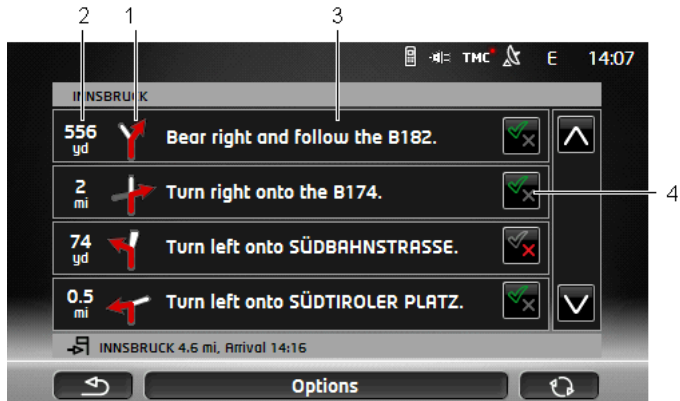 2 1 3
TMC E 14:07
INNSBRUCK
556 yd Bear right and follow the B182.
2 mi Turn right onto the B174.
4
74 yd Turn left onto SÜDBAHNSTRASSE.
0.5 mi Turn left onto SÜDTIROLER PLATZ.
INNSBRUCK 4.6 mi, Arrival 14:16
Options